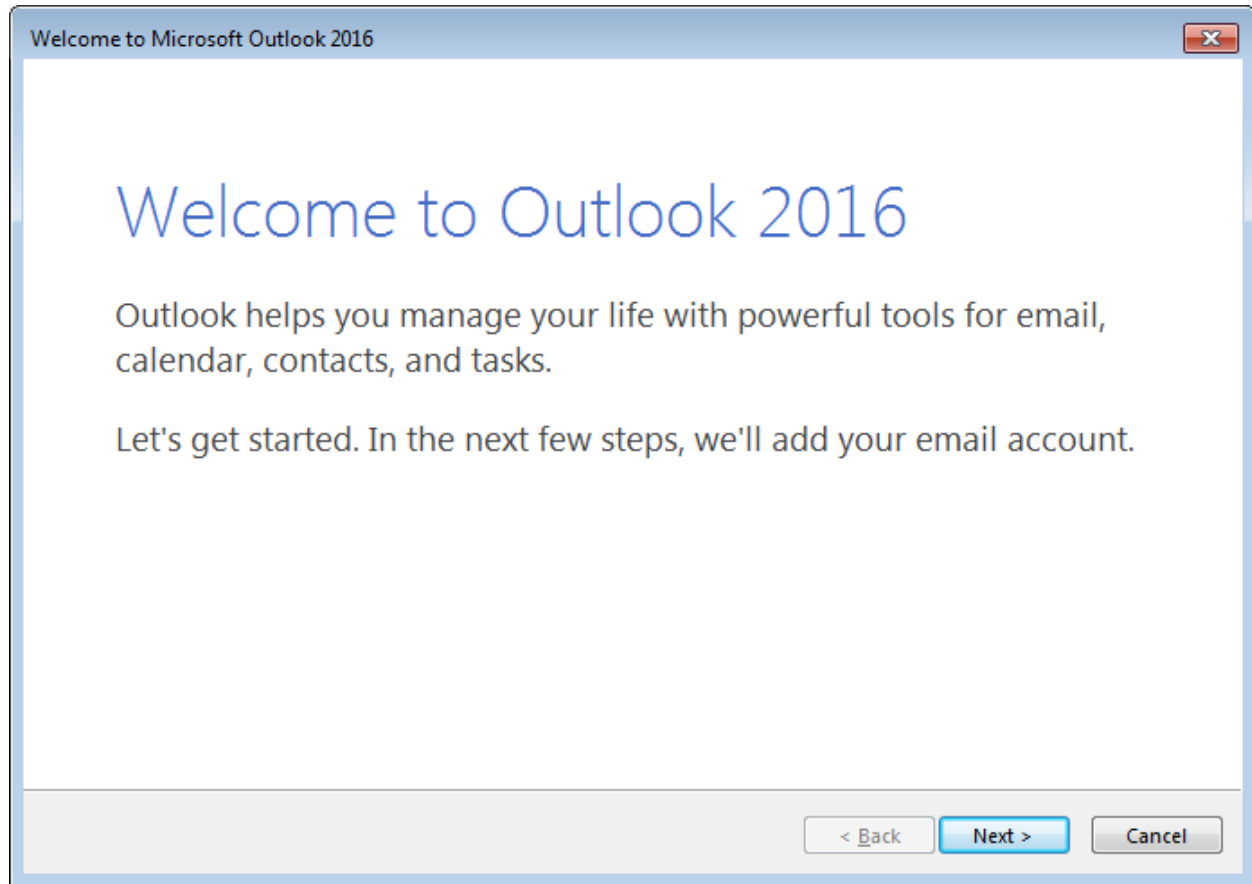 Welcome to Microsoft Outlook 2016
Welcome to Outlook 2016
Outlook helps you manage your life with powerful tools for email,
calendar, contacts, and tasks.
Let's get started. In the next few steps, we'll add your email account.
< Back Next > Cancel